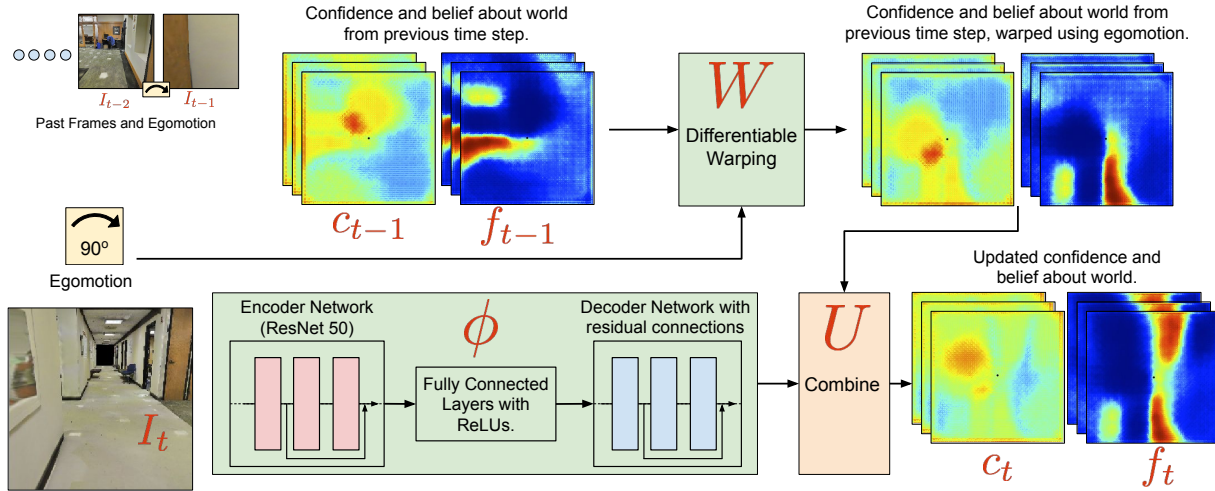 Confidence and belief about world
from previous time step.
Confidence and belief about world from
previous time step, warped using egomotion.
I_{t-2}
I_{t-1}
Past Frames and Egomotion
W
Differentiable
Warping
c_{t-1}
f_{t-1}
90º
Egomotion
Updated confidence and
belief about world.
Encoder Network
(ResNet 50)
ϕ
Decoder Network with
residual connections
Fully Connected
Layers with
ReLUs.
U
Combine
I_t
c_t
f_t